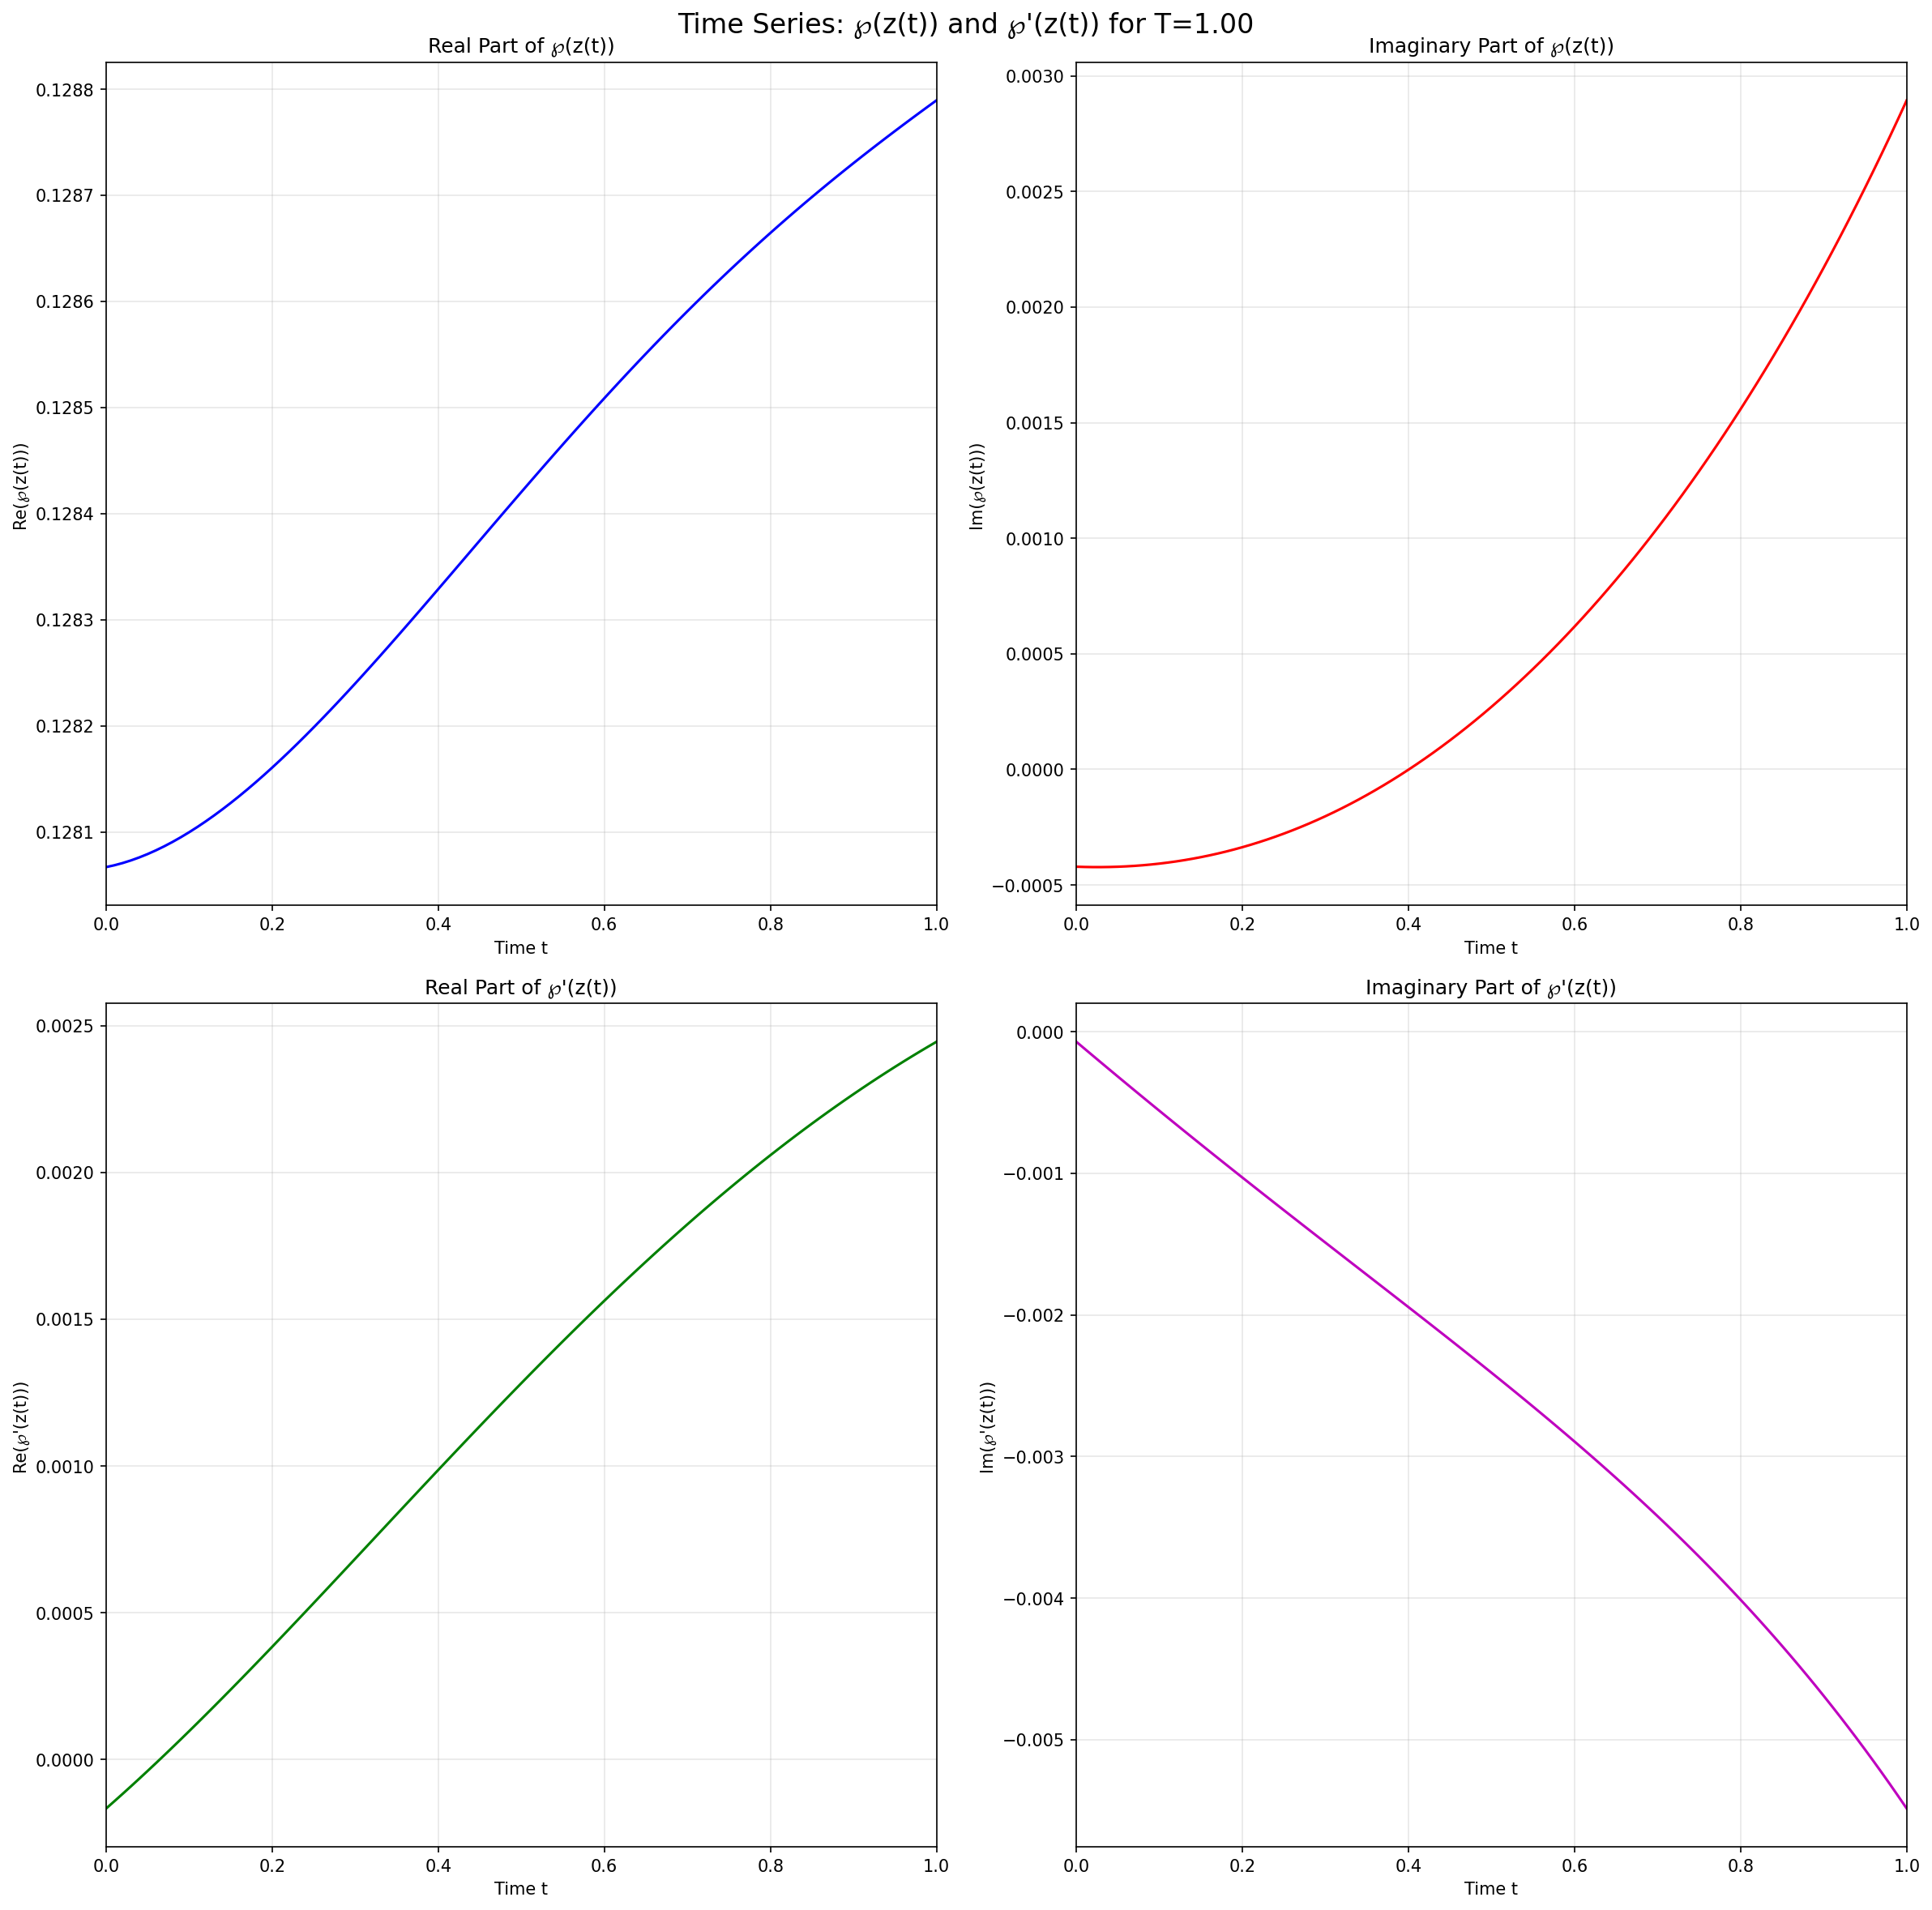 Time Series: ℘(z(t)) and ℘'(z(t)) for T=1.00
Real Part of ℘(z(t))
Re(℘(z(t)))
0.1288
0.1287
0.1286
0.1285
0.1284
0.1283
0.1282
0.1281
0.0 0.2 0.4 0.6 0.8 1.0
Time t
Imaginary Part of ℘(z(t))
Im(℘(z(t)))
0.0030
0.0025
0.0020
0.0015
0.0010
0.0005
0.0000
−0.0005
0.0 0.2 0.4 0.6 0.8 1.0
Time t
Real Part of ℘'(z(t))
Re(℘'(z(t)))
0.0025
0.0020
0.0015
0.0010
0.0005
0.0000
0.0 0.2 0.4 0.6 0.8 1.0
Time t
Imaginary Part of ℘'(z(t))
Im(℘'(z(t)))
0.000
−0.001
−0.002
−0.003
−0.004
−0.005
0.0 0.2 0.4 0.6 0.8 1.0
Time t